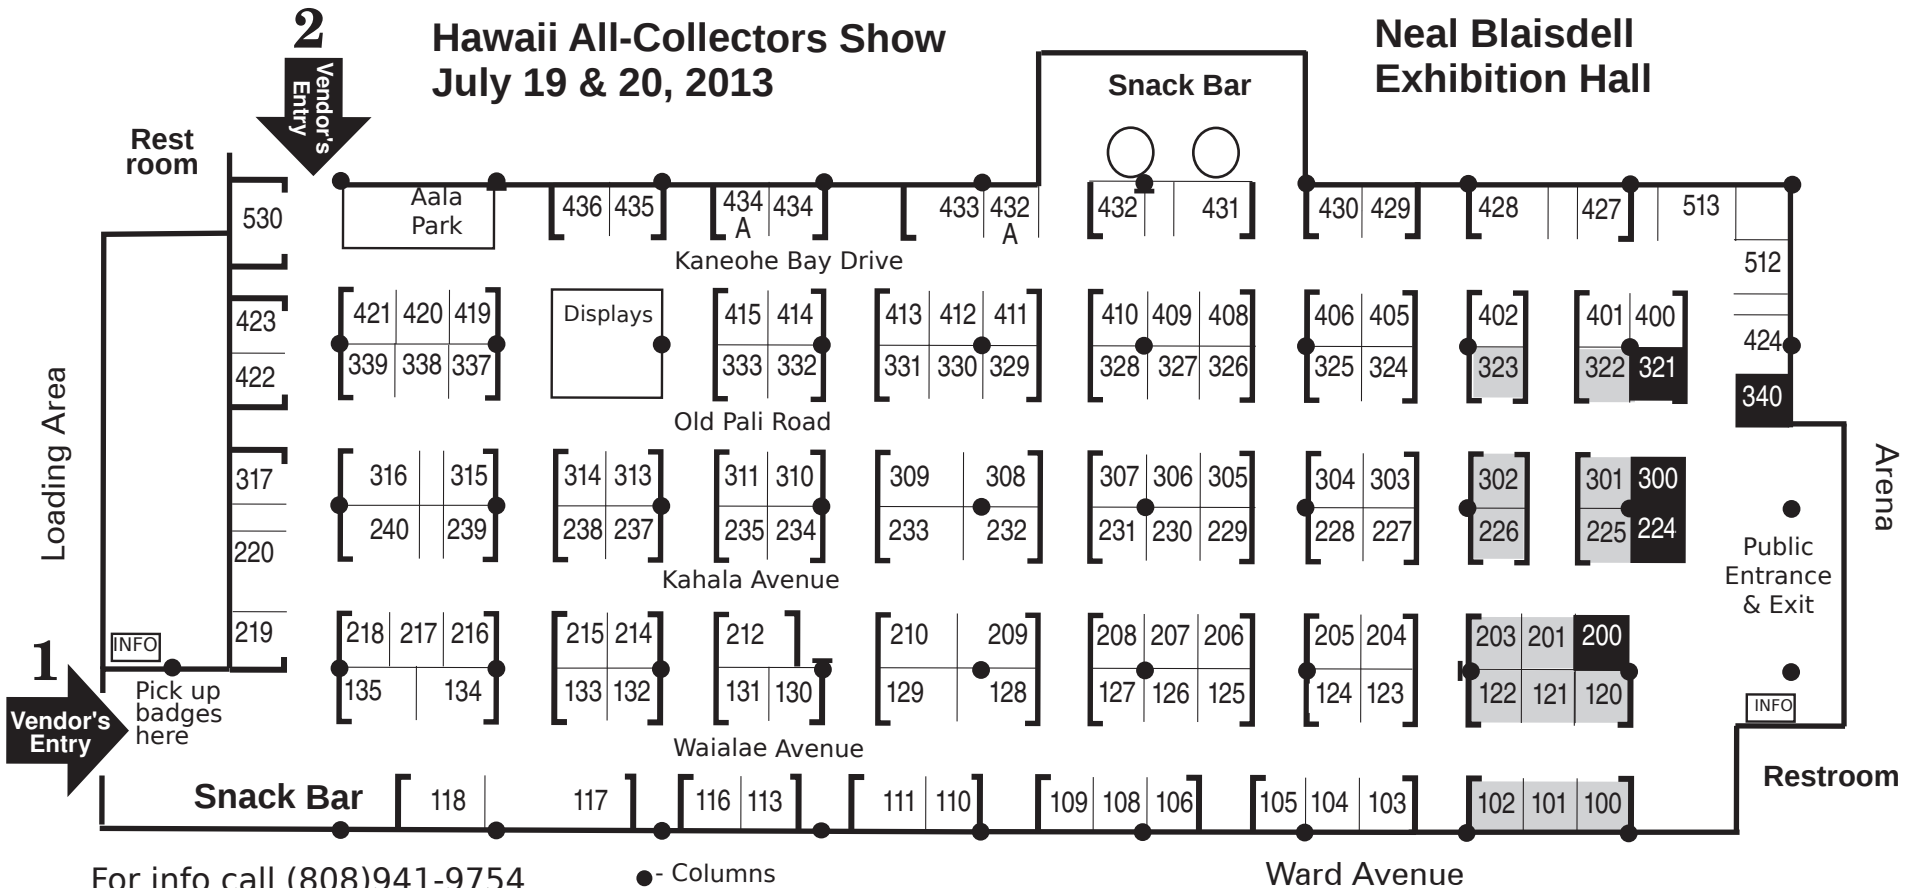 2
Vendor's
Entry
Hawaii All-Collectors Show
July 19 & 20, 2013
Neal Blaisdell
Exhibition Hall
Snack Bar
Rest
room
530
Aala
Park
436 435
434 434
A
433 432
A
432 431
430 429
428 427
513
512
Kaneohe Bay Drive
423
422
421 420 419
339 338 337
Displays
415 414
333 332
413 412 411
331 330 329
410 409 408
328 327 326
406 405
325 324
402
323
401 400
322 321
424
340
Old Pali Road
Loading Area
317
220
219
316 315
240 239
314 313
238 237
311 310
235 234
309 308
233 232
307 306 305
231 230 229
304 303
228 227
302
226
301 300
225 224
Arena
Public
Entrance
& Exit
Kahala Avenue
218 217 216
135 134
215 214
133 132
212
131 130
210 209
129 128
208 207 206
127 126 125
205 204
124 123
203 201 200
122 121 120
INFO
INFO
1
Vendor's
Entry
Pick up
badges
here
Waialae Avenue
Restroom
Snack Bar
118 117
116 113
111 110
109 108 106
105 104 103
102 101 100
For info call (808)941-9754
- Columns
Ward Avenue